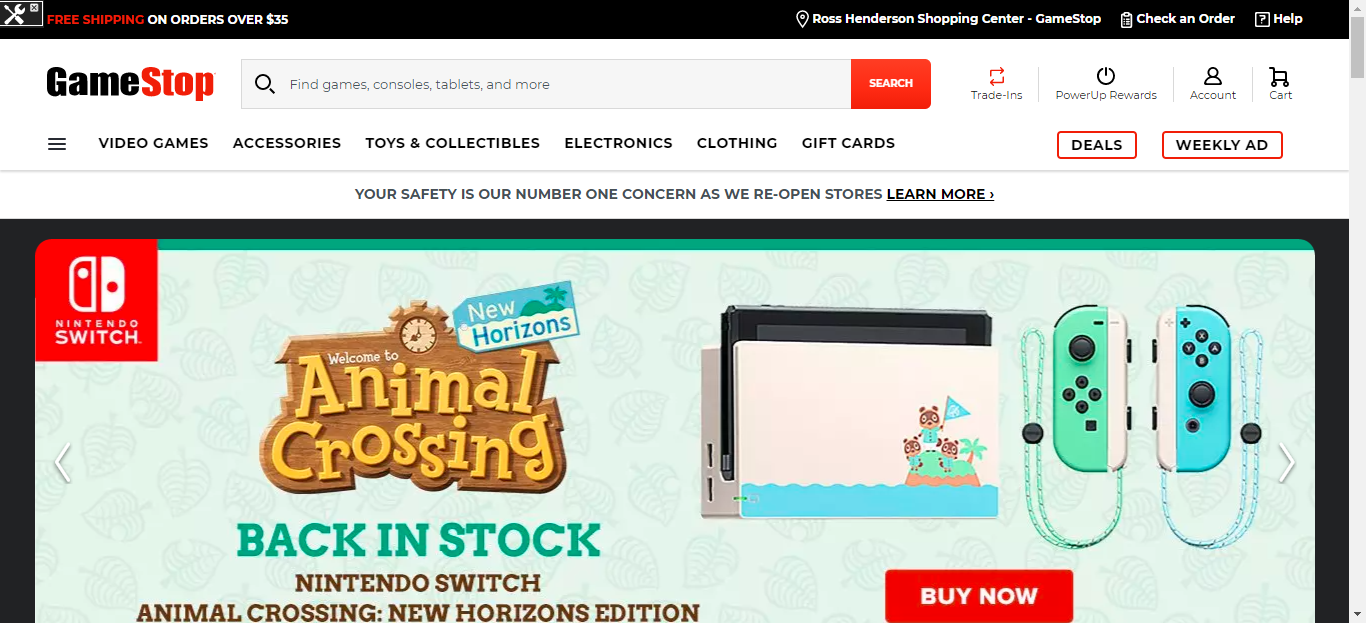 FREE SHIPPING ON ORDERS OVER $35
Ross Henderson Shopping Center - GameStop
Check an Order
Help
GameStop
Find games, consoles, tablets, and more
SEARCH
Trade-Ins
PowerUp Rewards
Account
Cart
VIDEO GAMES
ACCESSORIES
TOYS & COLLECTIBLES
ELECTRONICS
CLOTHING
GIFT CARDS
DEALS
WEEKLY AD
YOUR SAFETY IS OUR NUMBER ONE CONCERN AS WE RE-OPEN STORES LEARN MORE ›
NINTENDO
SWITCH
New
Horizons
Welcome to
Animal
Crossing
X
Y A
B
BACK IN STOCK
NINTENDO SWITCH
ANIMAL CROSSING: NEW HORIZONS EDITION
BUY NOW